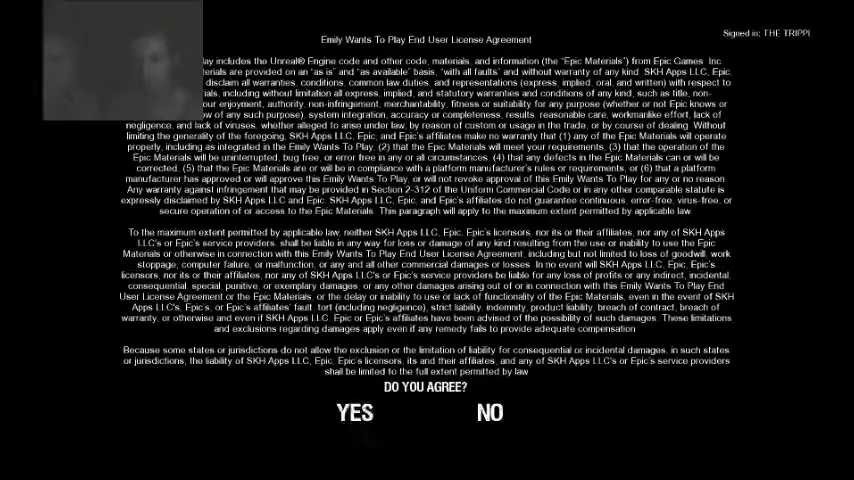 Signed in: THE TRIPPI
Emily Wants To Play End User License Agreement
lay includes the Unreal® Engine code and other code, materials, and information (the "Epic Materials") from Epic Games, Inc.
terials are provided on an "as is" and "as available" basis, "with all faults" and without warranty of any kind. SKH Apps LLC, Epic,
disclaim all warranties, conditions, common law duties, and representations (express, implied, oral, and written) with respect to
ials, including without limitation all express, implied, and statutory warranties and conditions of any kind, such as title, non-
our enjoyment, authority, non-infringement, merchantability, fitness or suitability for any purpose (whether or not Epic knows or
ow of any such purpose), system integration, accuracy or completeness, results, reasonable care, workmanlike effort, lack of
negligence, and lack of viruses, whether alleged to arise under law, by reason of custom or usage in the trade, or by course of dealing. Without
limiting the generality of the foregoing, SKH Apps LLC, Epic, and Epic's affiliates make no warranty that (1) any of the Epic Materials will operate
properly, including as integrated in the Emily Wants To Play, (2) that the Epic Materials will meet your requirements, (3) that the operation of the
Epic Materials will be uninterrupted, bug free, or error free in any or all circumstances, (4) that any defects in the Epic Materials can or will be
corrected, (5) that the Epic Materials are or will be in compliance with a platform manufacturer's rules or requirements, or (6) that a platform
manufacturer has approved or will approve this Emily Wants To Play, or will not revoke approval of this Emily Wants To Play for any or no reason.
Any warranty against infringement that may be provided in Section 2-312 of the Uniform Commercial Code or in any other comparable statute is
expressly disclaimed by SKH Apps LLC and Epic. SKH Apps LLC, Epic, and Epic's affiliates do not guarantee continuous, error-free, virus-free, or
secure operation of or access to the Epic Materials. This paragraph will apply to the maximum extent permitted by applicable law.
To the maximum extent permitted by applicable law, neither SKH Apps LLC, Epic, Epic's licensors, nor its or their affiliates, nor any of SKH Apps
LLC's or Epic's service providers, shall be liable in any way for loss or damage of any kind resulting from the use or inability to use the Epic
Materials or otherwise in connection with this Emily Wants To Play End User License Agreement, including but not limited to loss of goodwill, work
stoppage, computer failure, or malfunction, or any and all other commercial damages or losses. In no event will SKH Apps LLC, Epic, Epic's
licensors, nor its or their affiliates, nor any of SKH Apps LLC's or Epic's service providers be liable for any loss of profits or any indirect, incidental,
consequential, special, punitive, or exemplary damages, or any other damages arising out of or in connection with this Emily Wants To Play End
User License Agreement or the Epic Materials, or the delay or inability to use or lack of functionality of the Epic Materials, even in the event of SKH
Apps LLC's, Epic's, or Epic's affiliates' fault, tort (including negligence), strict liability, indemnity, product liability, breach of contract, breach of
warranty, or otherwise and even if SKH Apps LLC, Epic or Epic's affiliates have been advised of the possibility of such damages. These limitations
and exclusions regarding damages apply even if any remedy fails to provide adequate compensation.
Because some states or jurisdictions do not allow the exclusion or the limitation of liability for consequential or incidental damages, in such states
or jurisdictions, the liability of SKH Apps LLC, Epic, Epic's licensors, its and their affiliates, and any of SKH Apps LLC's or Epic's service providers
shall be limited to the full extent permitted by law
DO YOU AGREE?
YES NO